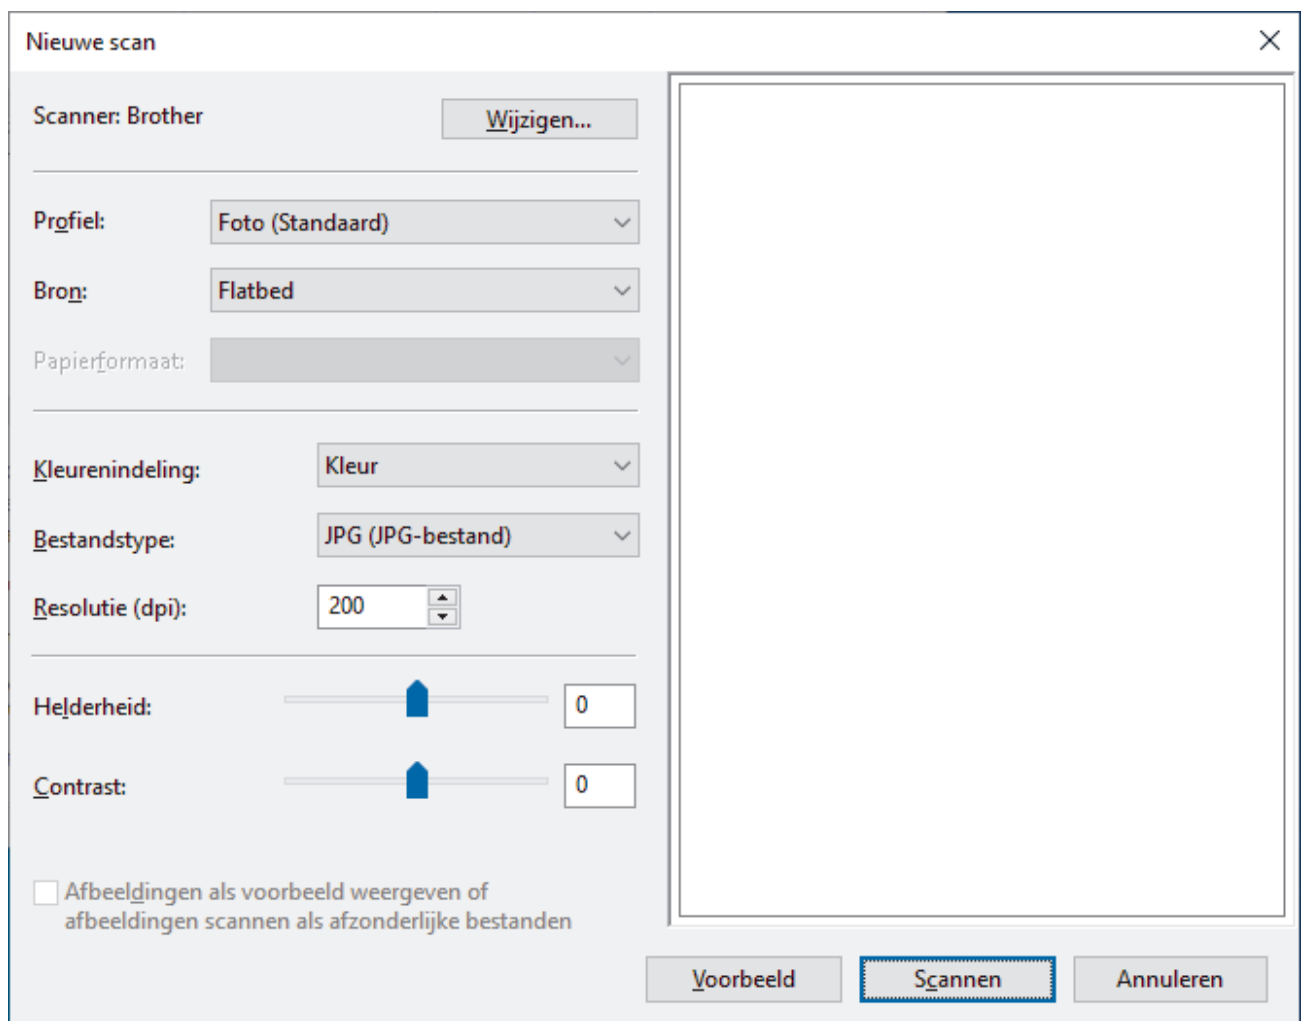 Nieuwe scan
Scanner: Brother
Wijzigen...
Profiel:
Foto (Standaard)
Bron:
Flatbed
Papierformaat:
Kleurenindeling:
Kleur
Bestandstype:
JPG (JPG-bestand)
Resolutie (dpi):
200
Helderheid:
0
Contrast:
0
Afbeeldingen als voorbeeld weergeven of
afbeeldingen scannen als afzonderlijke bestanden
Voorbeeld
Scannen
Annuleren